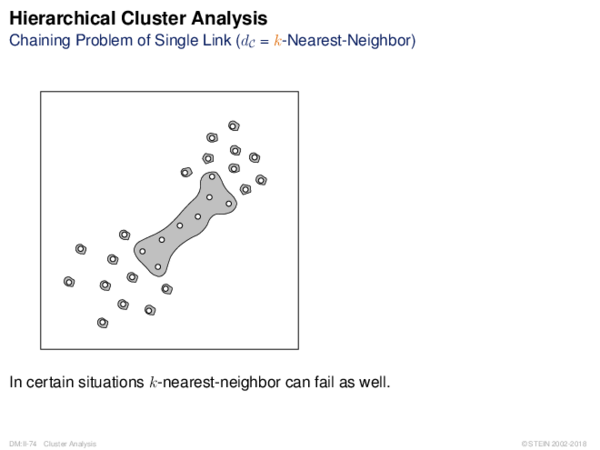 Hierarchical Cluster Analysis
Chaining Problem of Single Link (dC = k-Nearest-Neighbor)
In certain situations k-nearest-neighbor can fail as well.
DM:II-74 Cluster Analysis
© STEIN 2002-2018